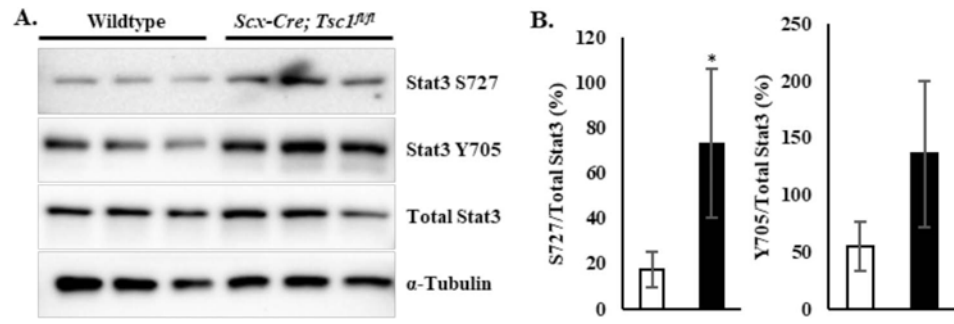 A.
Wildtype
Scx-Cre; Tsc1fl/fl
Stat3 S727
Stat3 Y705
Total Stat3
α-Tubulin
B.
S727/Total Stat3 (%)
120
100
80
60
40
20
0
*
Y705/Total Stat3 (%)
250
200
150
100
50
0